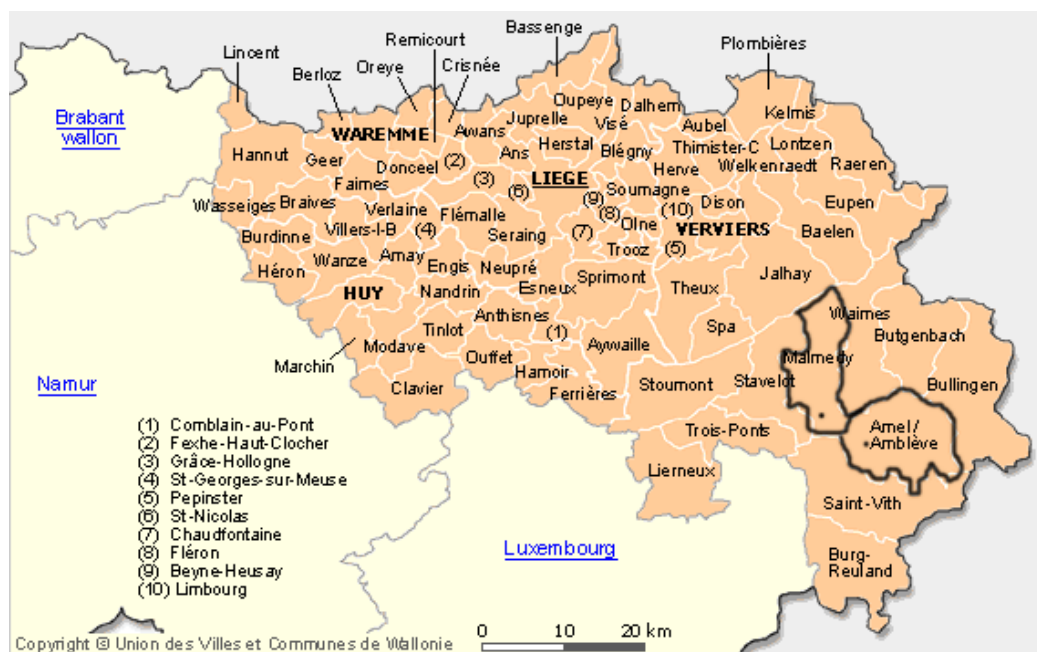 Bassenge
Remicourt
Plombières
Lincent
Oreye
Crisnée
Berloz
Brabant
wallon
Oupeye
Dalhem
Kelmis
Juprelle
Visé
WAREMME
Awans
Aubel
Herstal
Thimister-C
Lontzen
Hannut
Geer
Donceel
(2)
Ans
Blégny
Herve
Welkenraedt
Raeren
Faimes
(3)
LIEGE
(6)
Soumagne
Wasseiges
Braives
Verlaine
Flémalle
(9)
(8)
(10)
Dison
Eupen
Villers-l-B
(4)
Seraing
(7)
Olne
VERVIERS
Baelen
Burdinne
Amay
Trooz
(5)
Héron
Wanze
Engis
Neupré
Sprimont
Jalhay
HUY
Nandrin
Esneux
Theux
Anthisnes
Waimes
Tinlot
(1)
Spa
Butgenbach
Modave
Aywaille
Marchin
Ouffet
Malmedy
Hamoir
Namur
Clavier
Ferrières
Stoumont
Stavelot
Bullingen
(1) Comblain-au-Pont
Trois-Ponts
Amel/
Amblève
(2) Fexhe-Haut-Clocher
(3) Grâce-Hollogne
Lierneux
(4) St-Georges-sur-Meuse
(5) Pepinster
Saint-Vith
(6) St-Nicolas
(7) Chaudfontaine
(8) Fléron
Luxembourg
Burg-
Reuland
(9) Beyne-Heusay
(10) Limbourg
0 10 20 km
Copyright © Union des Villes et Communes de Wallonie